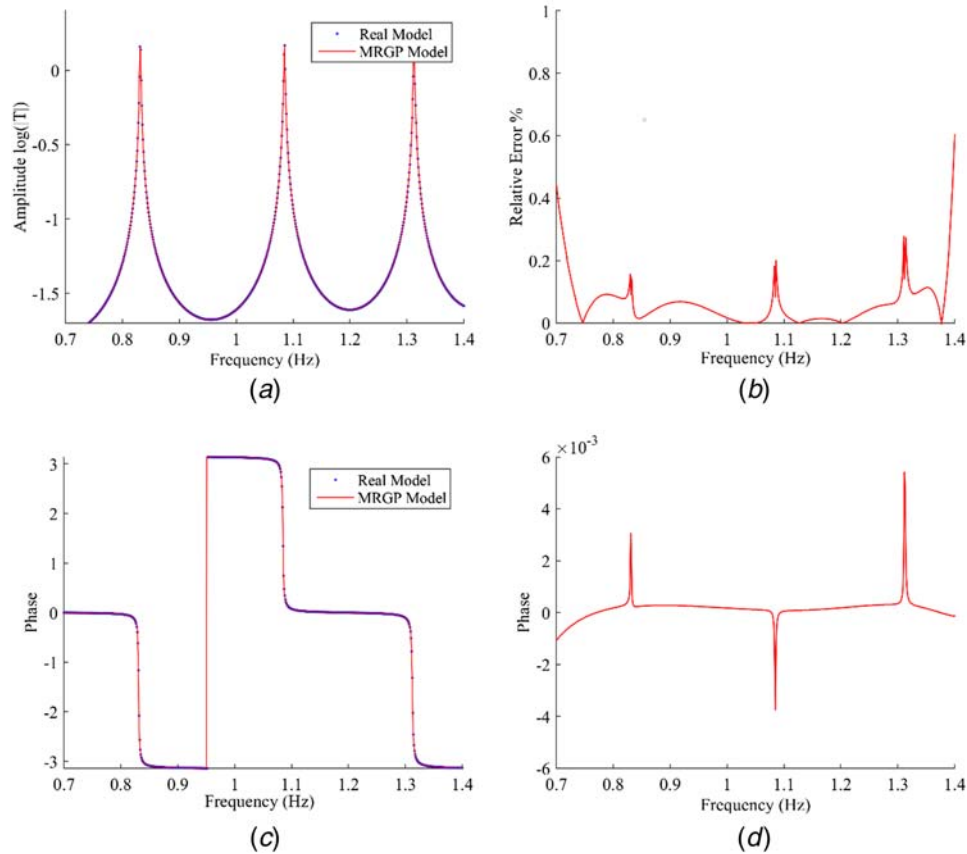 Real Model
MRGP Model
Amplitude log(|T|)
0
-0.5
-1
-1.5
0.7 0.8 0.9 1 1.1 1.2 1.3 1.4
Frequency (Hz)
(a)
Relative Error %
1
0.8
0.6
0.4
0.2
0
0.7 0.8 0.9 1 1.1 1.2 1.3 1.4
Frequency (Hz)
(b)
Real Model
MRGP Model
Phase
3
2
1
0
-1
-2
-3
0.7 0.8 0.9 1 1.1 1.2 1.3 1.4
Frequency (Hz)
(c)
×10⁻³
Phase
6
4
2
0
-2
-4
-6
0.7 0.8 0.9 1 1.1 1.2 1.3 1.4
Frequency (Hz)
(d)